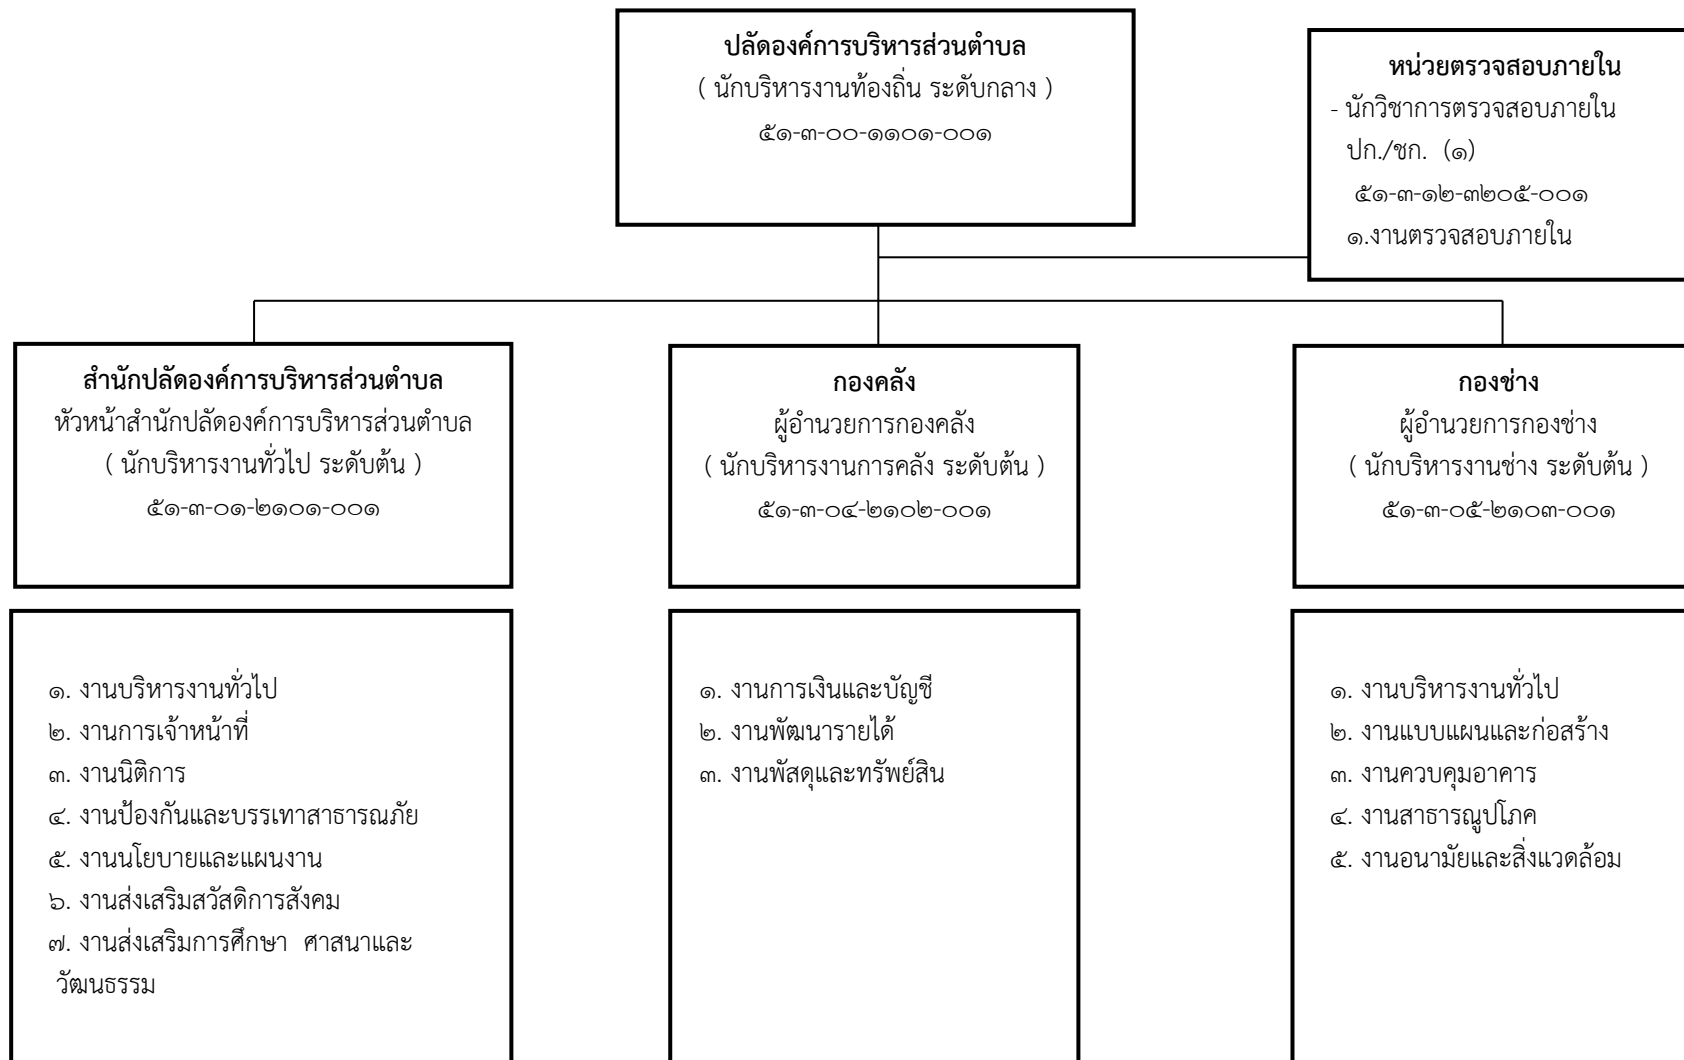 ปลัดองค์การบริหารส่วนตำบล
( นักบริหารงานท้องถิ่น ระดับกลาง )
๕๑-๓-๐๐-๑๑๐๑-๐๐๑
หน่วยตรวจสอบภายใน
- นักวิชาการตรวจสอบภายใน
ปก./ชก. (๑)
๕๑-๓-๑๒-๓๒๐๕-๐๐๑
๑.งานตรวจสอบภายใน
สำนักปลัดองค์การบริหารส่วนตำบล
หัวหน้าสำนักปลัดองค์การบริหารส่วนตำบล
( นักบริหารงานทั่วไป ระดับต้น )
๕๑-๓-๐๑-๒๑๐๑-๐๐๑
กองคลัง
ผู้อำนวยการกองคลัง
( นักบริหารงานการคลัง ระดับต้น )
๕๑-๓-๐๔-๒๑๐๒-๐๐๑
กองช่าง
ผู้อำนวยการกองช่าง
( นักบริหารงานช่าง ระดับต้น )
๕๑-๓-๐๕-๒๑๐๓-๐๐๑
๑. งานบริหารงานทั่วไป
๒. งานการเจ้าหน้าที่
๓. งานนิติการ
๔. งานป้องกันและบรรเทาสาธารณภัย
๕. งานนโยบายและแผนงาน
๖. งานส่งเสริมสวัสดิการสังคม
๗. งานส่งเสริมการศึกษา ศาสนาและ
วัฒนธรรม
๑. งานการเงินและบัญชี
๒. งานพัฒนารายได้
๓. งานพัสดุและทรัพย์สิน
๑. งานบริหารงานทั่วไป
๒. งานแบบแผนและก่อสร้าง
๓. งานควบคุมอาคาร
๔. งานสาธารณูปโภค
๕. งานอนามัยและสิ่งแวดล้อม